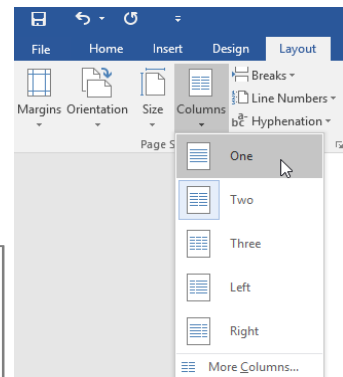 File Home Insert Design Layout
Breaks
Margins Orientation Size Columns Line Numbers
Hyphenation
Page S
One
Two
Three
Left
Right
More Columns...